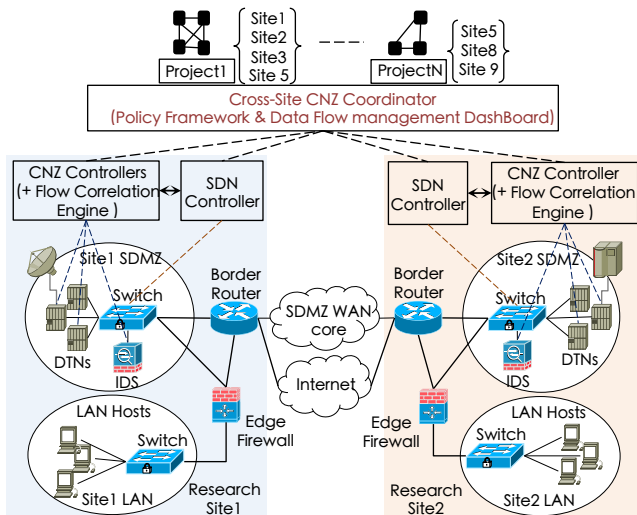 Site1
Site2
Site3
Site 5
Project1
Site5
Site8
Site 9
ProjectN
Cross-Site CNZ Coordinator
(Policy Framework & Data Flow management DashBoard)
CNZ Controllers
(+ Flow Correlation
Engine )
SDN
Controller
SDN
Controller
CNZ Controller
(+ Flow Correlation
Engine )
Site1 SDMZ
Switch
DTNs
IDS
Border
Router
SDMZ WAN
core
Internet
Border
Router
Site2 SDMZ
Switch
DTNs
IDS
Edge
Firewall
Edge
Firewall
LAN Hosts
Switch
Site1 LAN
Research
Site1
Research
Site2
LAN Hosts
Switch
Site2 LAN